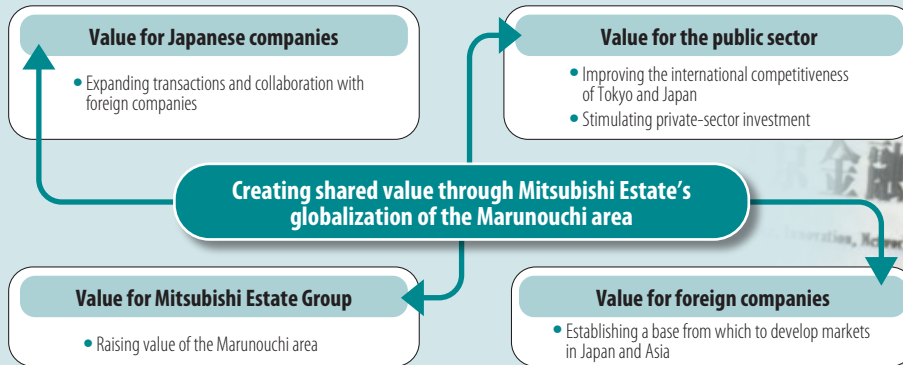 Value for Japanese companies
• Expanding transactions and collaboration with
foreign companies
Value for the public sector
• Improving the international competitiveness
of Tokyo and Japan
• Stimulating private-sector investment
Creating shared value through Mitsubishi Estate's
globalization of the Marunouchi area
金融
Value for Mitsubishi Estate Group
• Raising value of the Marunouchi area
Value for foreign companies
• Establishing a base from which to develop markets
in Japan and Asia